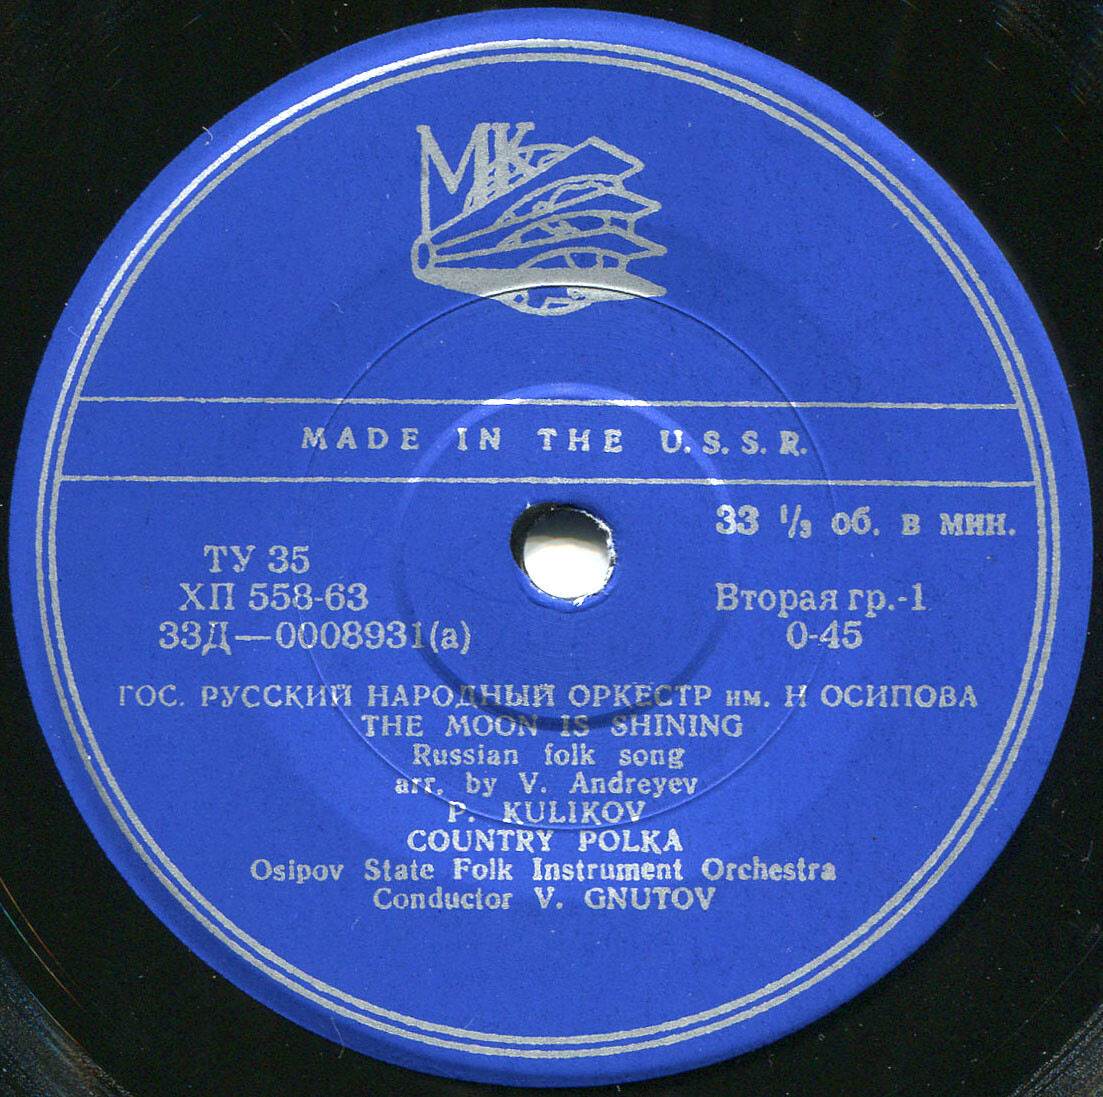 МК
MADE IN THE U.S.S.R.
33 1/3 об. в мин.
ТУ 35
ХП 558-63
33Д—0008931(а)
Вторая гр.-1
0-45
ГОС. РУССКИЙ НАРОДНЫЙ ОРКЕСТР им. Н ОСИПОВА
THE MOON IS SHINING
Russian folk song
arr. by V. Andreyev
P. KULIKOV
COUNTRY POLKA
Osipov State Folk Instrument Orchestra
Conductor V. GNUTOV